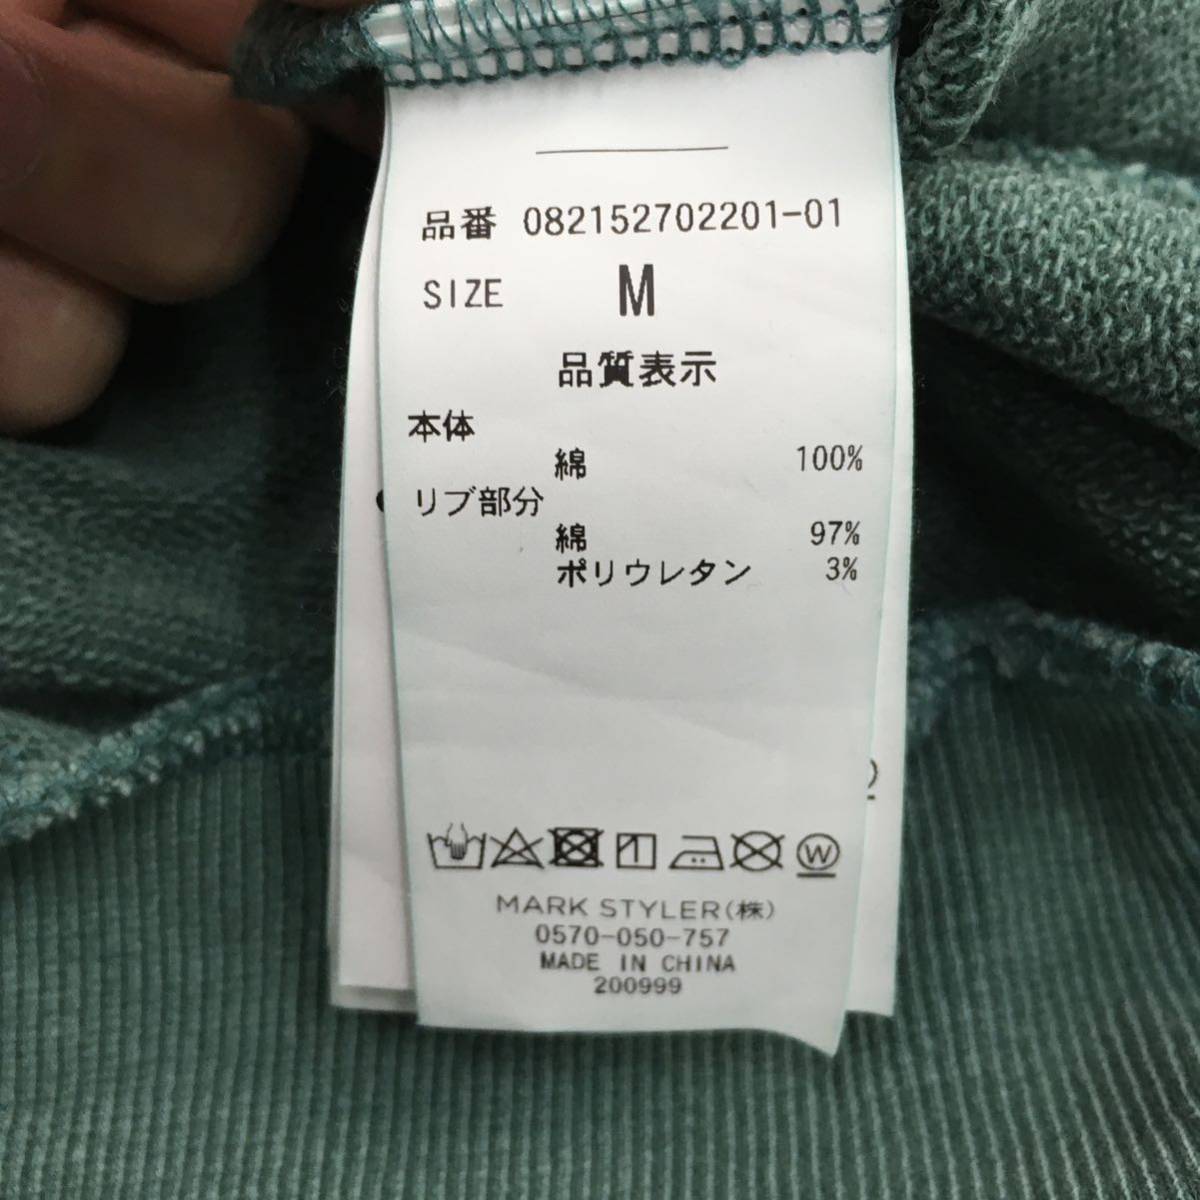 品番 082152702201-01
SIZE M
品質表示
本体
綿 100%
リブ部分
綿 97%
ポリウレタン 3%
W
MARK STYLER(株)
0570-050-757
MADE IN CHINA
200999